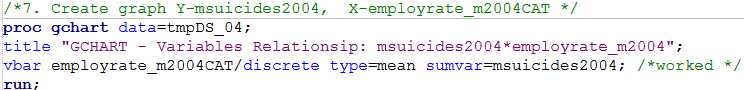 /*7. Create graph Y-msuicides2004,  X-employrate_m2004CAT */
proc gchart data=tmpDS_04;
title "GCHART - Variables Relationsip: msuicides2004*employrate_m2004";
vbar employrate_m2004CAT/discrete type=mean sumvar=msuicides2004; /*worked */
run;